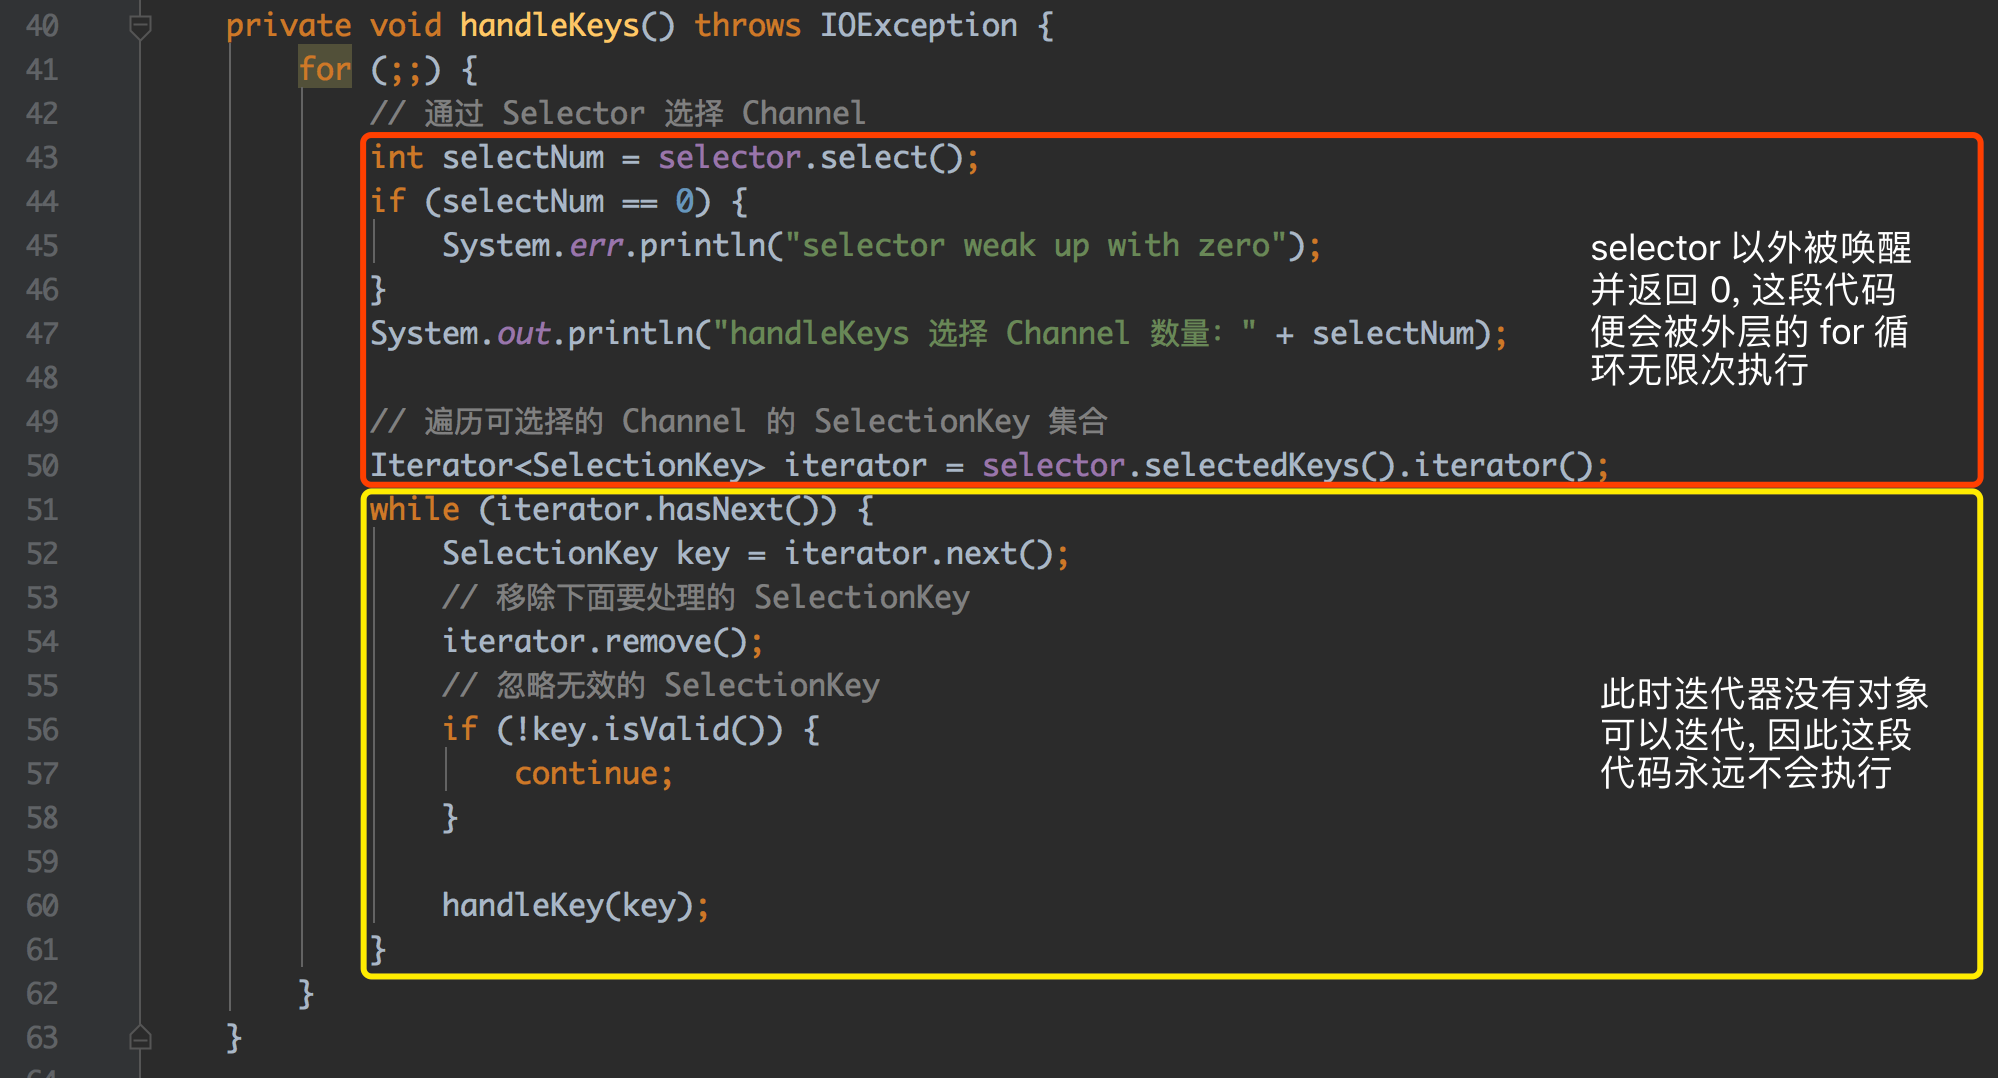 40 private void handleKeys() throws IOException {
41 for (;;) {
42 // 通过 Selector 选择 Channel
43 int selectNum = selector.select();
44 if (selectNum == 0) {
45 System.err.println("selector weak up with zero");
46 }
47 System.out.println("handleKeys 选择 Channel 数量：" + selectNum);
48
49 // 遍历可选择的 Channel 的 SelectionKey 集合
50 Iterator<SelectionKey> iterator = selector.selectedKeys().iterator();
selector 以外被唤醒
并返回 0, 这段代码
便会被外层的 for 循
环无限次执行
51 while (iterator.hasNext()) {
52 SelectionKey key = iterator.next();
53 // 移除下面要处理的 SelectionKey
54 iterator.remove();
55 // 忽略无效的 SelectionKey
56 if (!key.isValid()) {
57 continue;
58 }
59
60 handleKey(key);
61 }
此时迭代器没有对象
可以迭代, 因此这段
代码永远不会执行
62 }
63 }
64